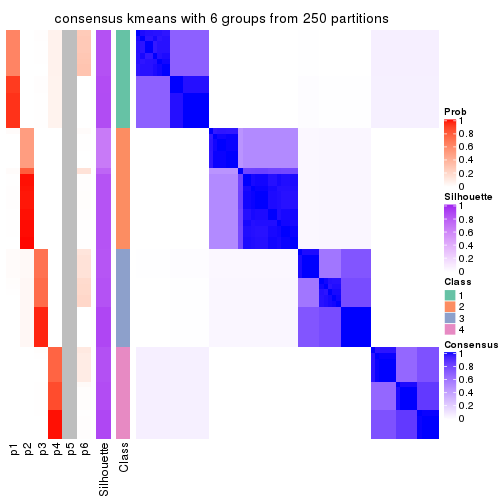 consensus kmeans with 6 groups from 250 partitions
Prob
1
0.8
0.6
0.4
0.2
0
Silhouette
1
0.8
0.6
0.4
0.2
0
Class
1
2
3
4
Consensus
1
0.8
0.6
0.4
0.2
0
p1
p2
p3
p4
p5
p6
Silhouette
Class